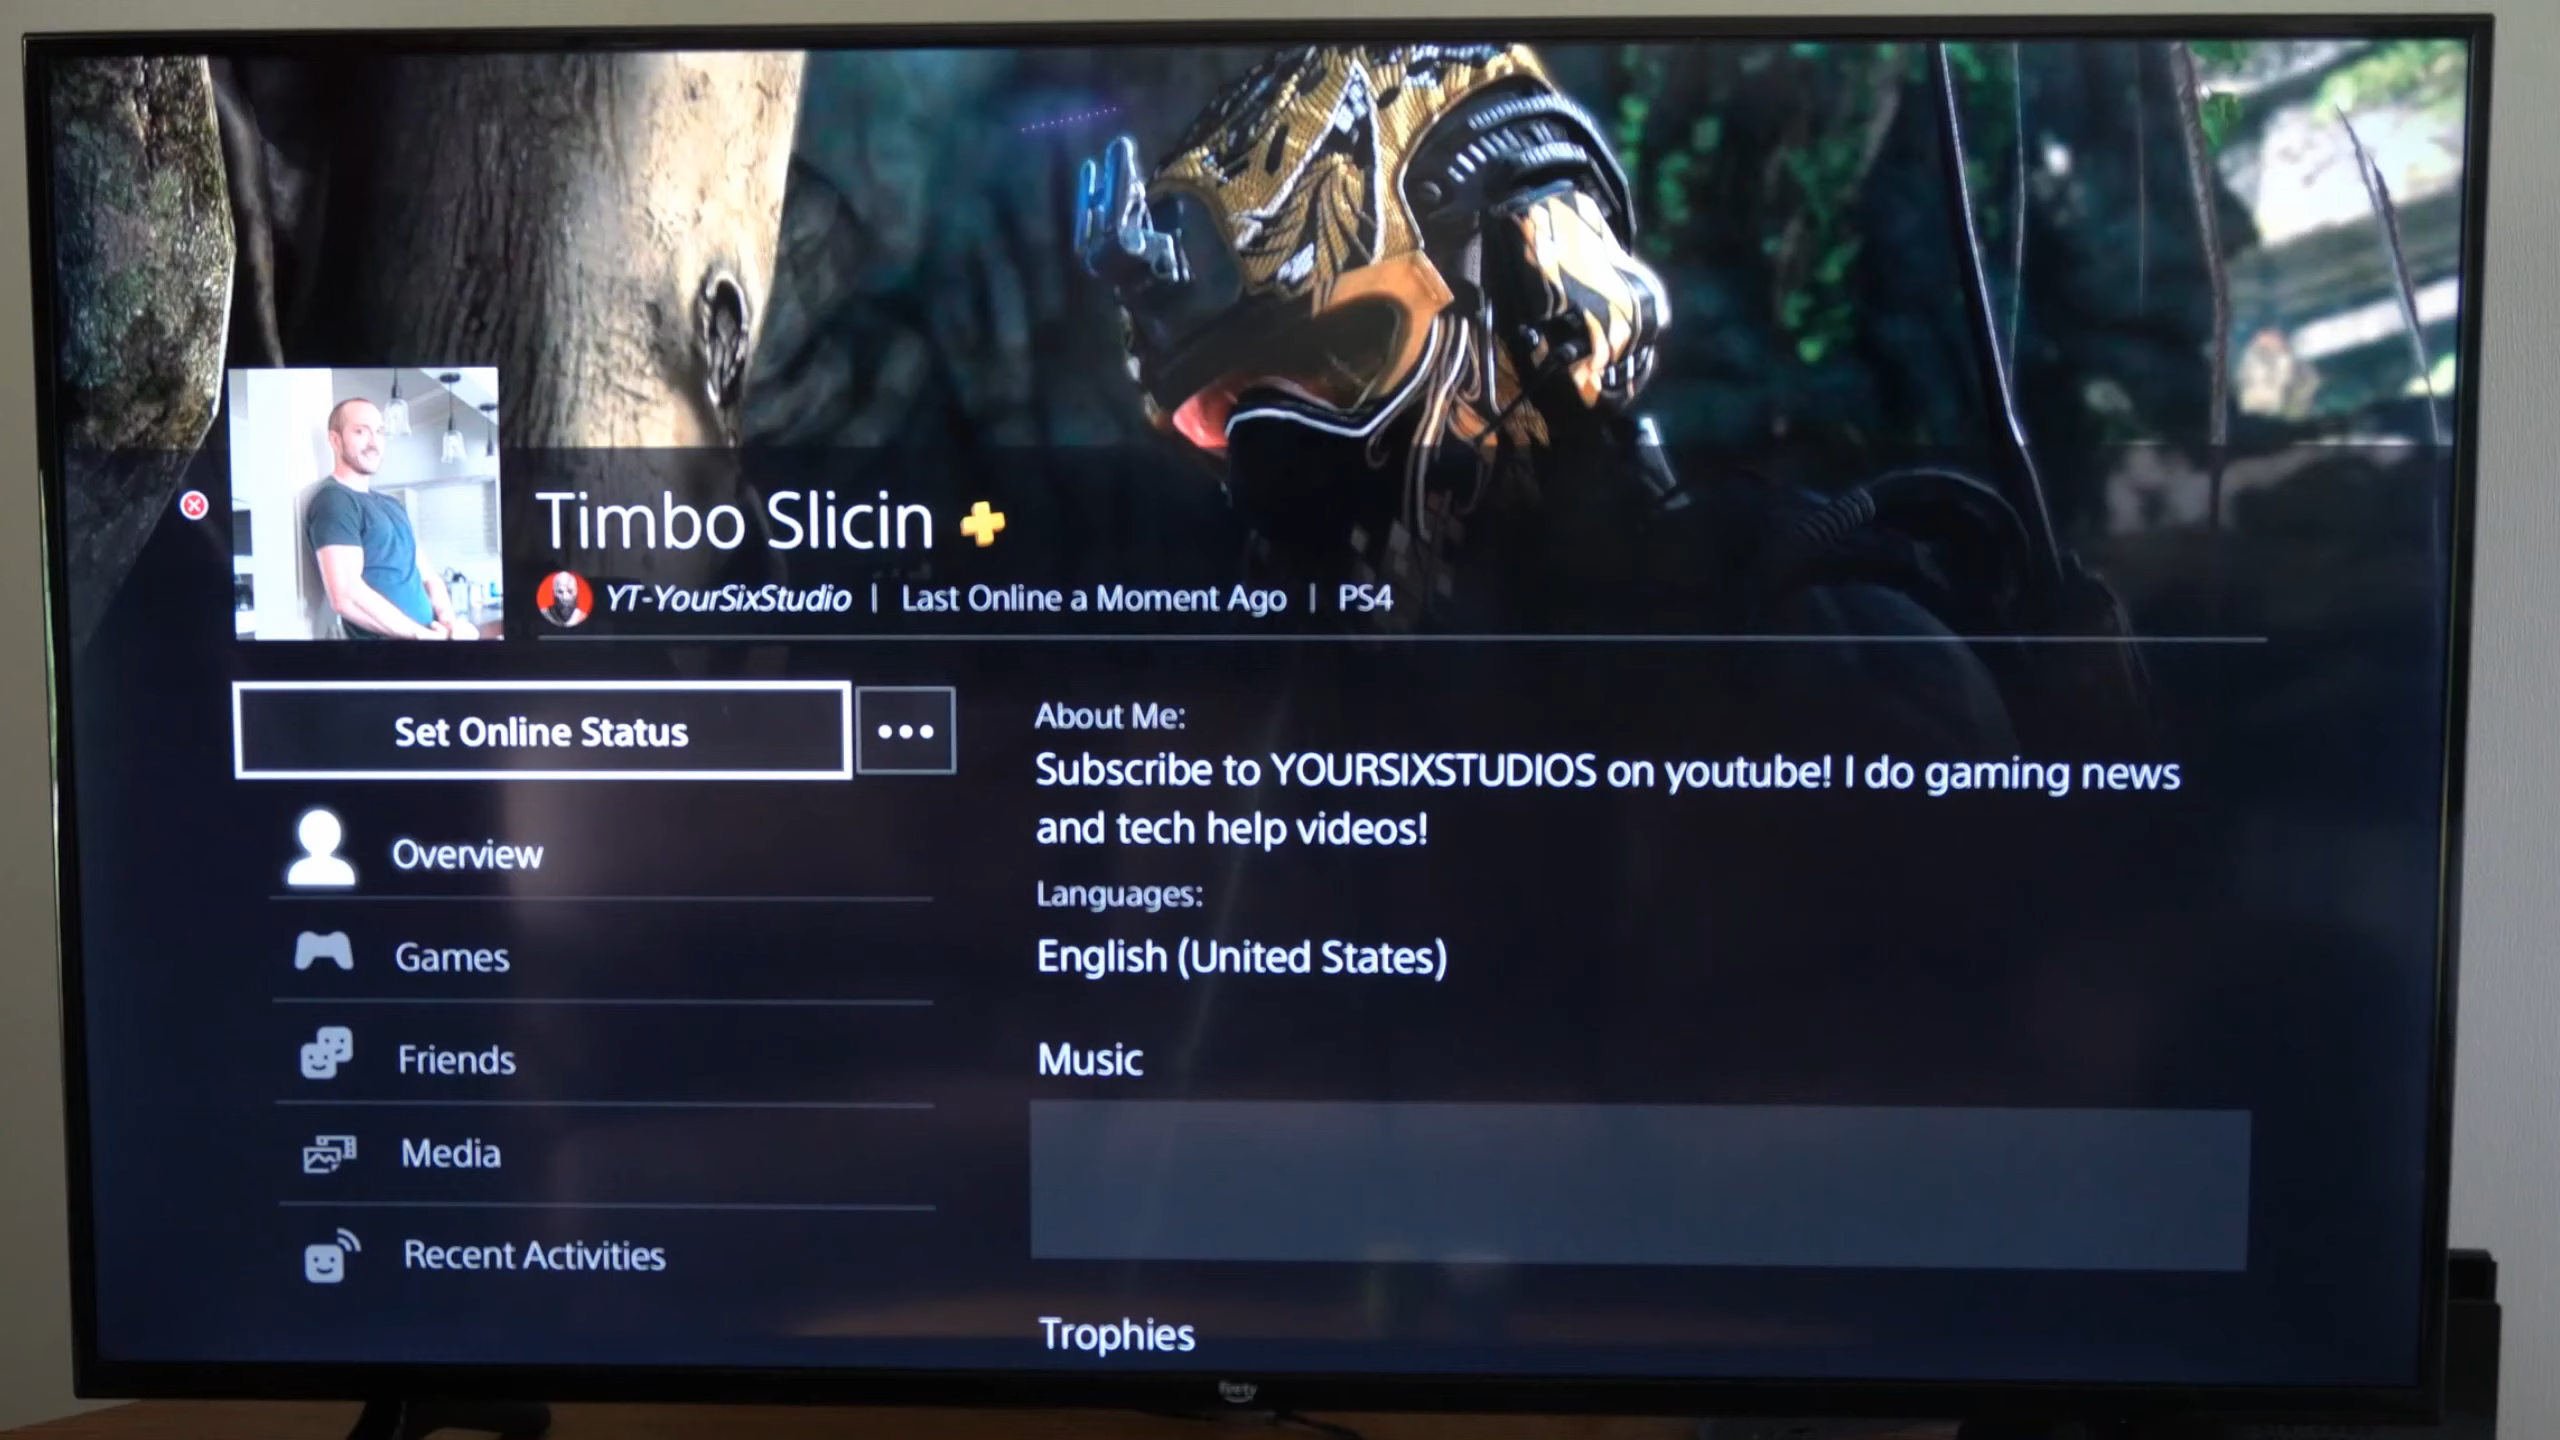 Timbo Slicin
YT-YourSixStudio | Last Online a Moment Ago | PS4
Set Online Status
About Me:
Subscribe to YOURSIXSTUDIOS on youtube! I do gaming news
and tech help videos!
Overview
Languages:
English (United States)
Games
Friends
Music
Media
Recent Activities
Trophies
firetv